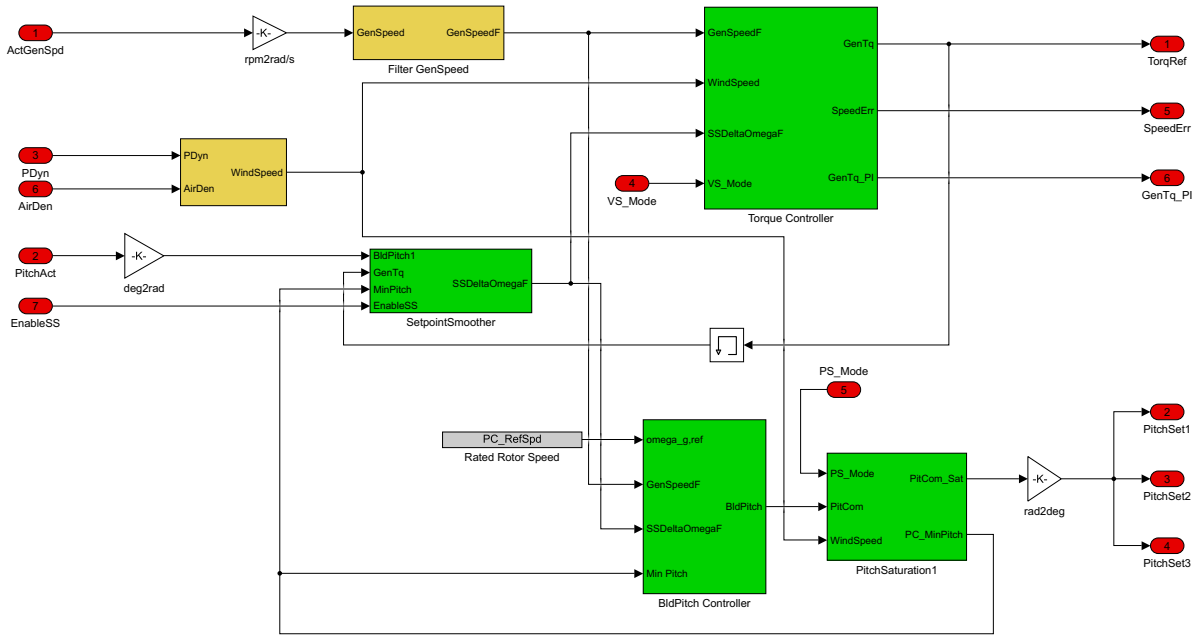 1
ActGenSpd
-K-
rpm2rad/s
GenSpeed
GenSpeedF
Filter GenSpeed
GenSpeedF
WindSpeed
SSDeltaOmegaF
VS_Mode
GenTq
SpeedErr
GenTq_PI
Torque Controller
1
TorqRef
5
SpeedErr
6
GenTq_PI
3
PDyn
6
AirDen
PDyn
AirDen
WindSpeed
4
VS_Mode
2
PitchAct
-K-
deg2rad
7
EnableSS
BldPitch1
GenTq
MinPitch
EnableSS
SSDeltaOmegaF
SetpointSmoother
PS_Mode
5
PC_RefSpd
Rated Rotor Speed
omega_g,ref
GenSpeedF
SSDeltaOmegaF
Min Pitch
BldPitch
BldPitch Controller
PS_Mode
PitCom
WindSpeed
PitCom_Sat
PC_MinPitch
PitchSaturation1
-K-
rad2deg
2
PitchSet1
3
PitchSet2
4
PitchSet3